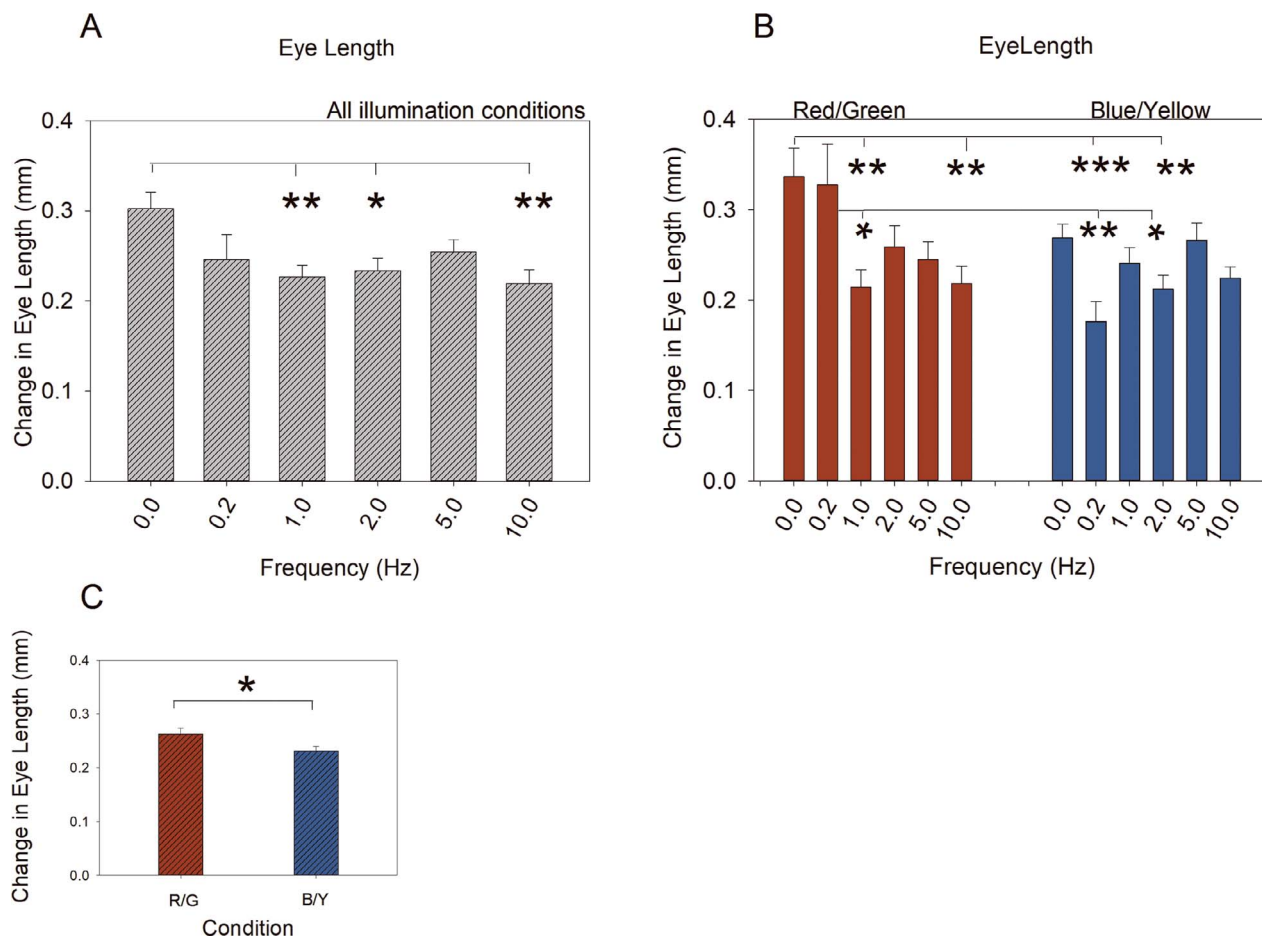 A
Eye Length
All illumination conditions
0.4
0.3
0.2
0.1
0.0
Change in Eye Length (mm)
** * **
0.0 0.2 1.0 2.0 5.0 10.0
Frequency (Hz)
B
EyeLength
Red/Green Blue/Yellow
0.4
0.3
0.2
0.1
0.0
Change in Eye Length (mm)
** ** *** **
* ** *
0.0 0.2 1.0 2.0 5.0 10.0 0.0 0.2 1.0 2.0 5.0 10.0
Frequency (Hz)
C
0.4
0.3
0.2
0.1
0.0
Change in Eye Length (mm)
*
R/G B/Y
Condition